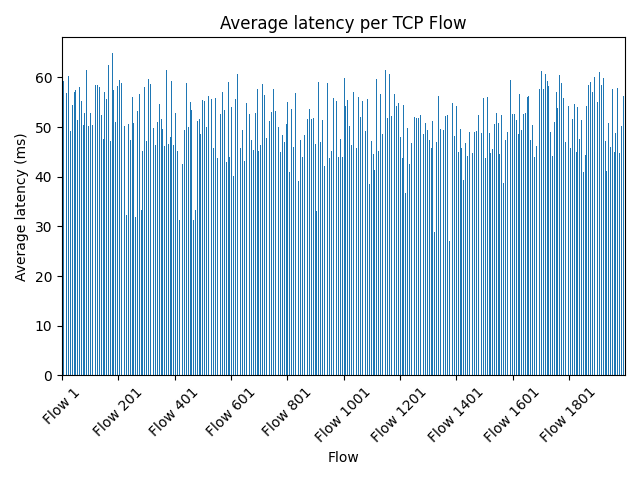 Average latency per TCP Flow
Average latency (ms)
60
50
40
30
20
10
0
Flow 1
Flow 201
Flow 401
Flow 601
Flow 801
Flow 1001
Flow 1201
Flow 1401
Flow 1601
Flow 1801
Flow